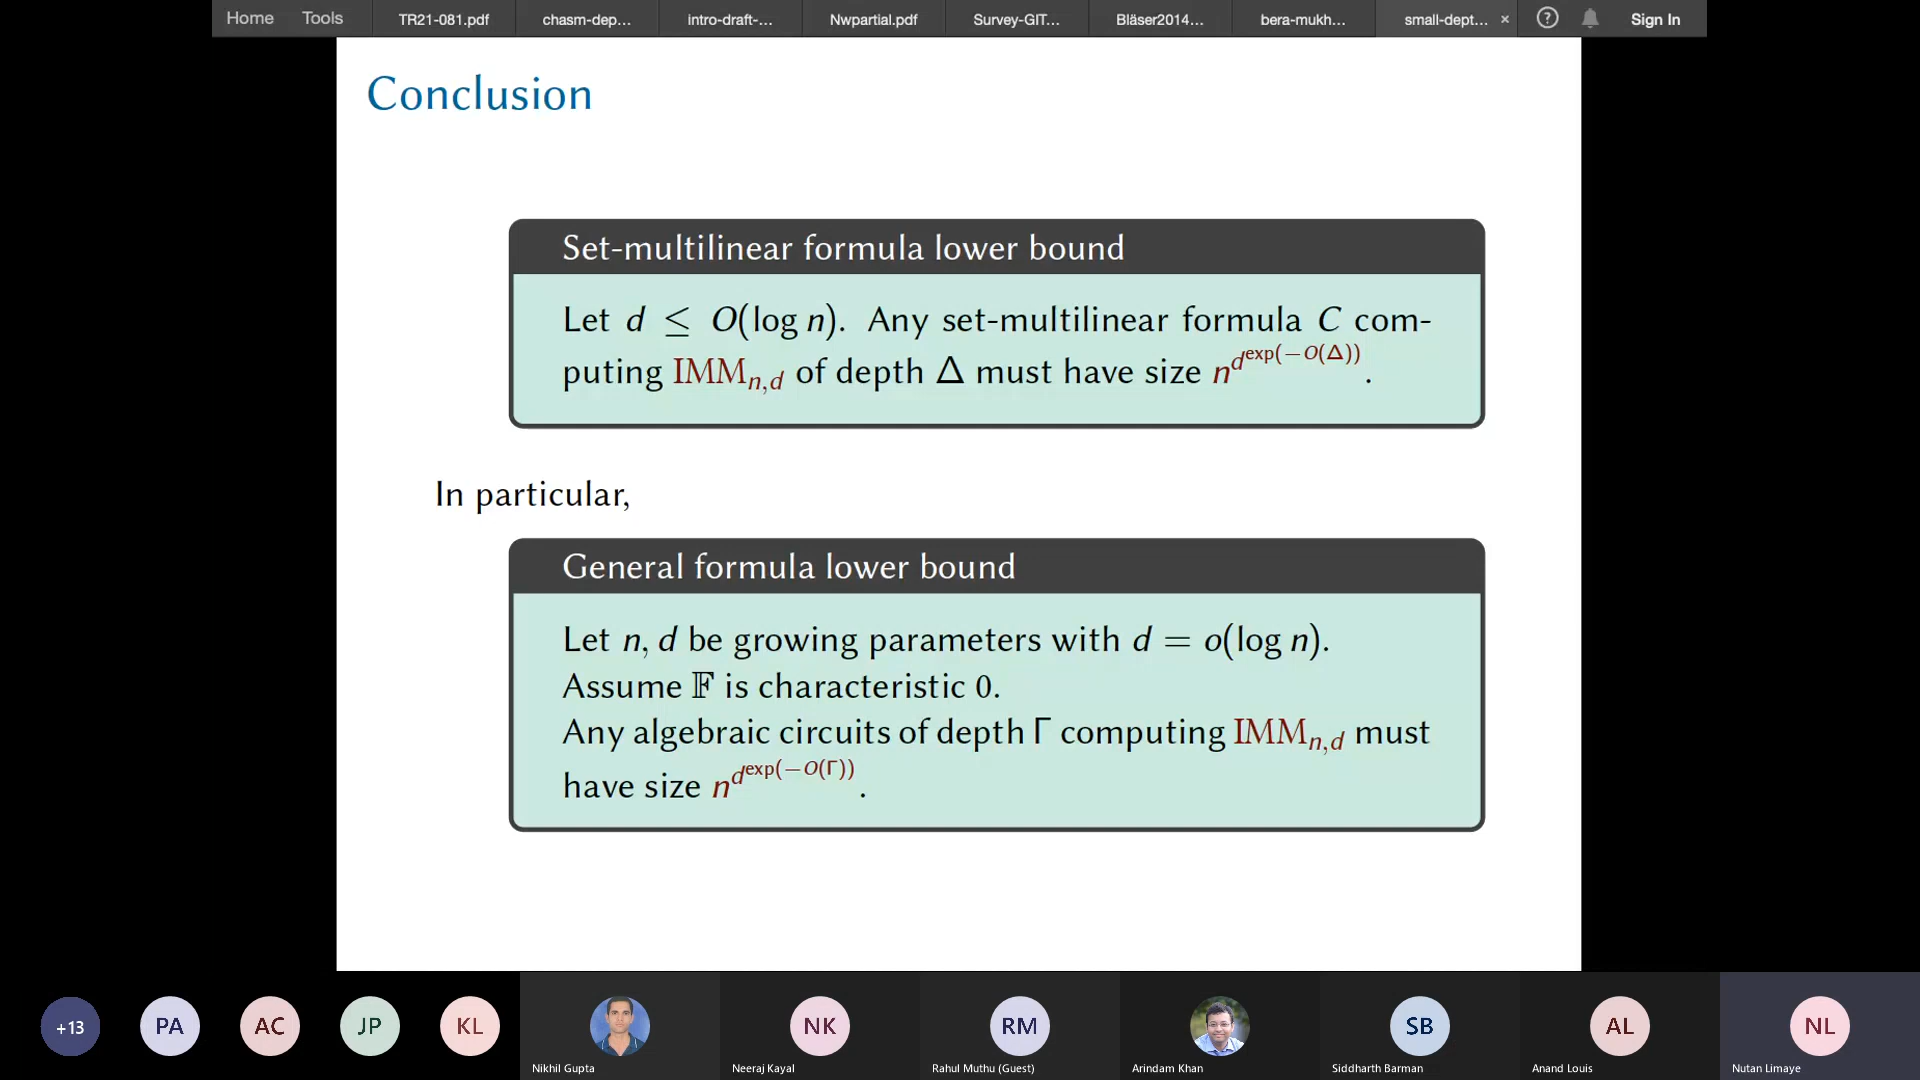 Home Tools TR21-081.pdf chasm-dep... intro-draft-... Nwpartial.pdf Survey-GIT... Bläser2014... bera-mukh... small-dept... × ? Sign In
Conclusion
Set-multilinear formula lower bound
Let d ≤ O(log n). Any set-multilinear formula C com-
puting IMM_{n,d} of depth Δ must have size n^{d^{exp(−O(Δ))}}.
In particular,
General formula lower bound
Let n, d be growing parameters with d = o(log n).
Assume 𝔽 is characteristic 0.
Any algebraic circuits of depth Γ computing IMM_{n,d} must
have size n^{d^{exp(−O(Γ))}}.
+13 PA AC JP KL NK RM SB AL NL
Nikhil Gupta Neeraj Kayal Rahul Muthu (Guest) Arindam Khan Siddharth Barman Anand Louis Nutan Limaye